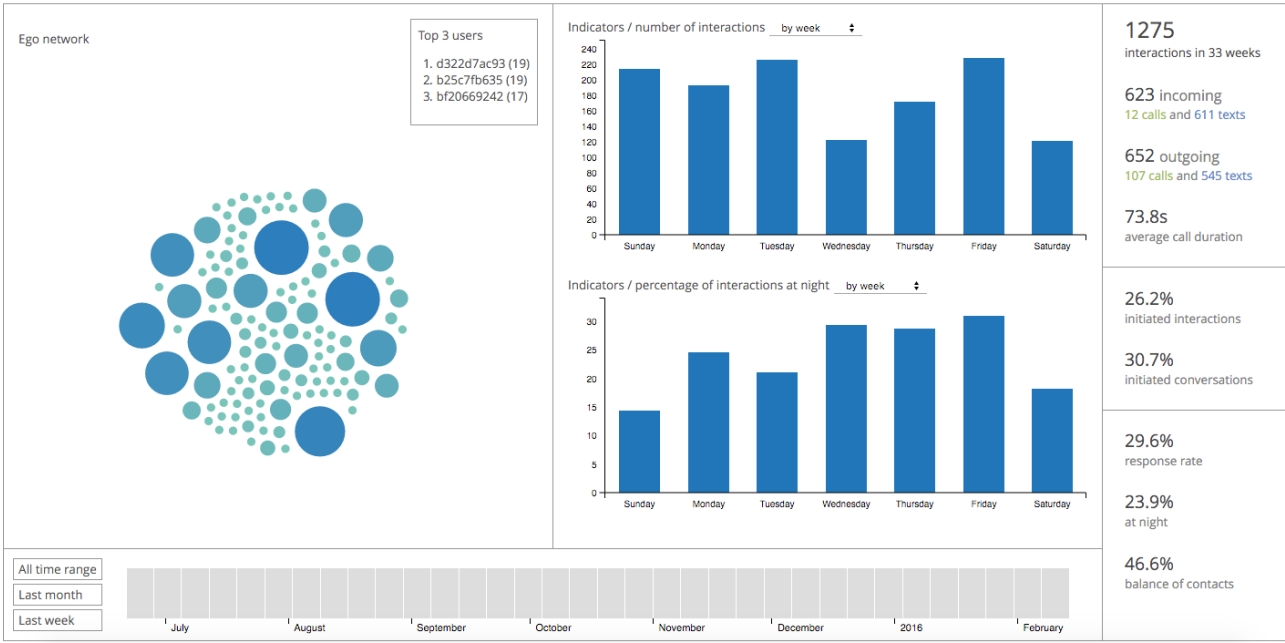 Ego network
Top 3 users
1. d322d7ac93 (19)
2. b25c7fb635 (19)
3. bf20669242 (17)
Indicators / number of interactions by week
240
220
200
180
160
140
120
100
80
60
40
20
0
Sunday Monday Tuesday Wednesday Thursday Friday Saturday
Indicators / percentage of interactions at night by week
30
25
20
15
10
5
0
Sunday Monday Tuesday Wednesday Thursday Friday Saturday
1275
interactions in 33 weeks
623 incoming
12 calls and 611 texts
652 outgoing
107 calls and 545 texts
73.8s
average call duration
26.2%
initiated interactions
30.7%
initiated conversations
29.6%
response rate
23.9%
at night
46.6%
balance of contacts
All time range
Last month
Last week
July August September October November December 2016 February